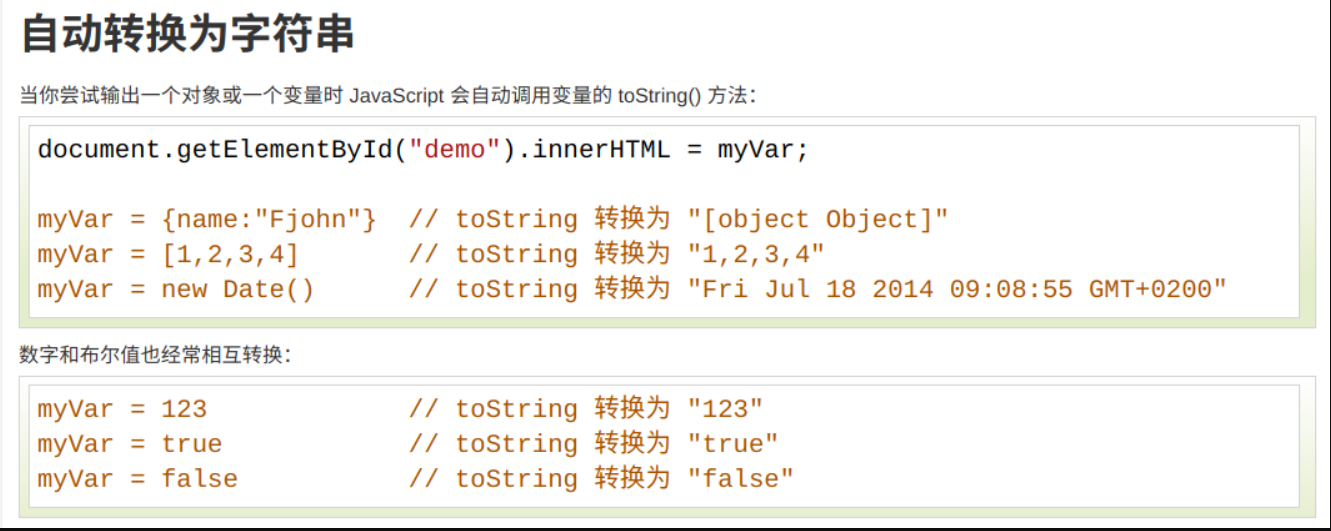 自动转换为字符串
当你尝试输出一个对象或一个变量时 JavaScript 会自动调用变量的 toString() 方法：
document.getElementById("demo").innerHTML = myVar;
myVar = {name:"Fjohn"}  // toString 转换为 "[object Object]"
myVar = [1,2,3,4]       // toString 转换为 "1,2,3,4"
myVar = new Date()      // toString 转换为 "Fri Jul 18 2014 09:08:55 GMT+0200"
数字和布尔值也经常相互转换：
myVar = 123             // toString 转换为 "123"
myVar = true            // toString 转换为 "true"
myVar = false           // toString 转换为 "false"